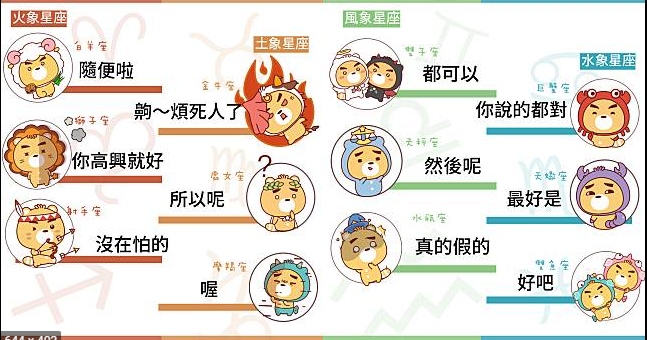 火象星座
白羊座
隨便啦
獅子座
你高興就好
射手座
沒在怕的
土象星座
金牛座
齁～煩死人了
處女座
?
所以呢
摩羯座
喔
風象星座
雙子座
都可以
天秤座
然後呢
水瓶座
真的假的
水象星座
巨蟹座
你說的都對
天蠍座
最好是
雙魚座
好吧